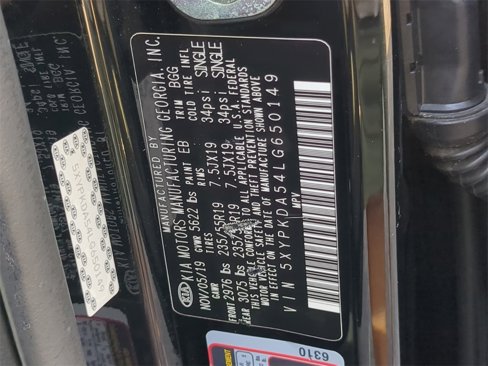 MANUFACTURED BY
KIA KIA MOTORS MANUFACTURING GEORGIA, INC.
NOV/05/19 GVWR 5622 lbs PAINT EB TRIM BGG
GAWR TIRES RIMS COLD TIRE INFL
FRONT 2976 lbs 235/55R19 7.5JX19 34psi SINGLE
REAR 3075 lbs 235/55R19 7.5JX19 34psi SINGLE
THIS VEHICLE CONFORMS TO ALL APPLICABLE U.S.A. FEDERAL
MOTOR VEHICLE SAFETY AND THEFT PREVENTION STANDARDS
IN EFFECT ON THE DATE OF MANUFACTURE SHOWN ABOVE
VIN 5XYPKDA54LG650149
MPV
6310